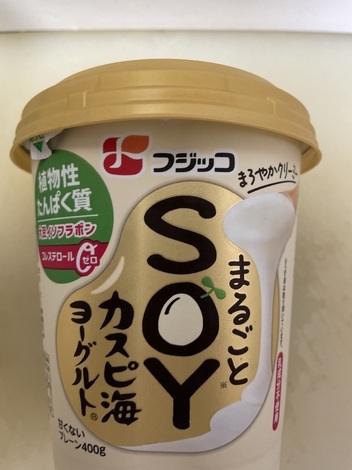 フジッコ
まろやかクリーミー
植物性
たんぱく質
大豆イソフラボン
コレステロール0ゼロ
まるごと
SOY
※
カスピ海
ヨーグルト®
甘くない
プレーン400g